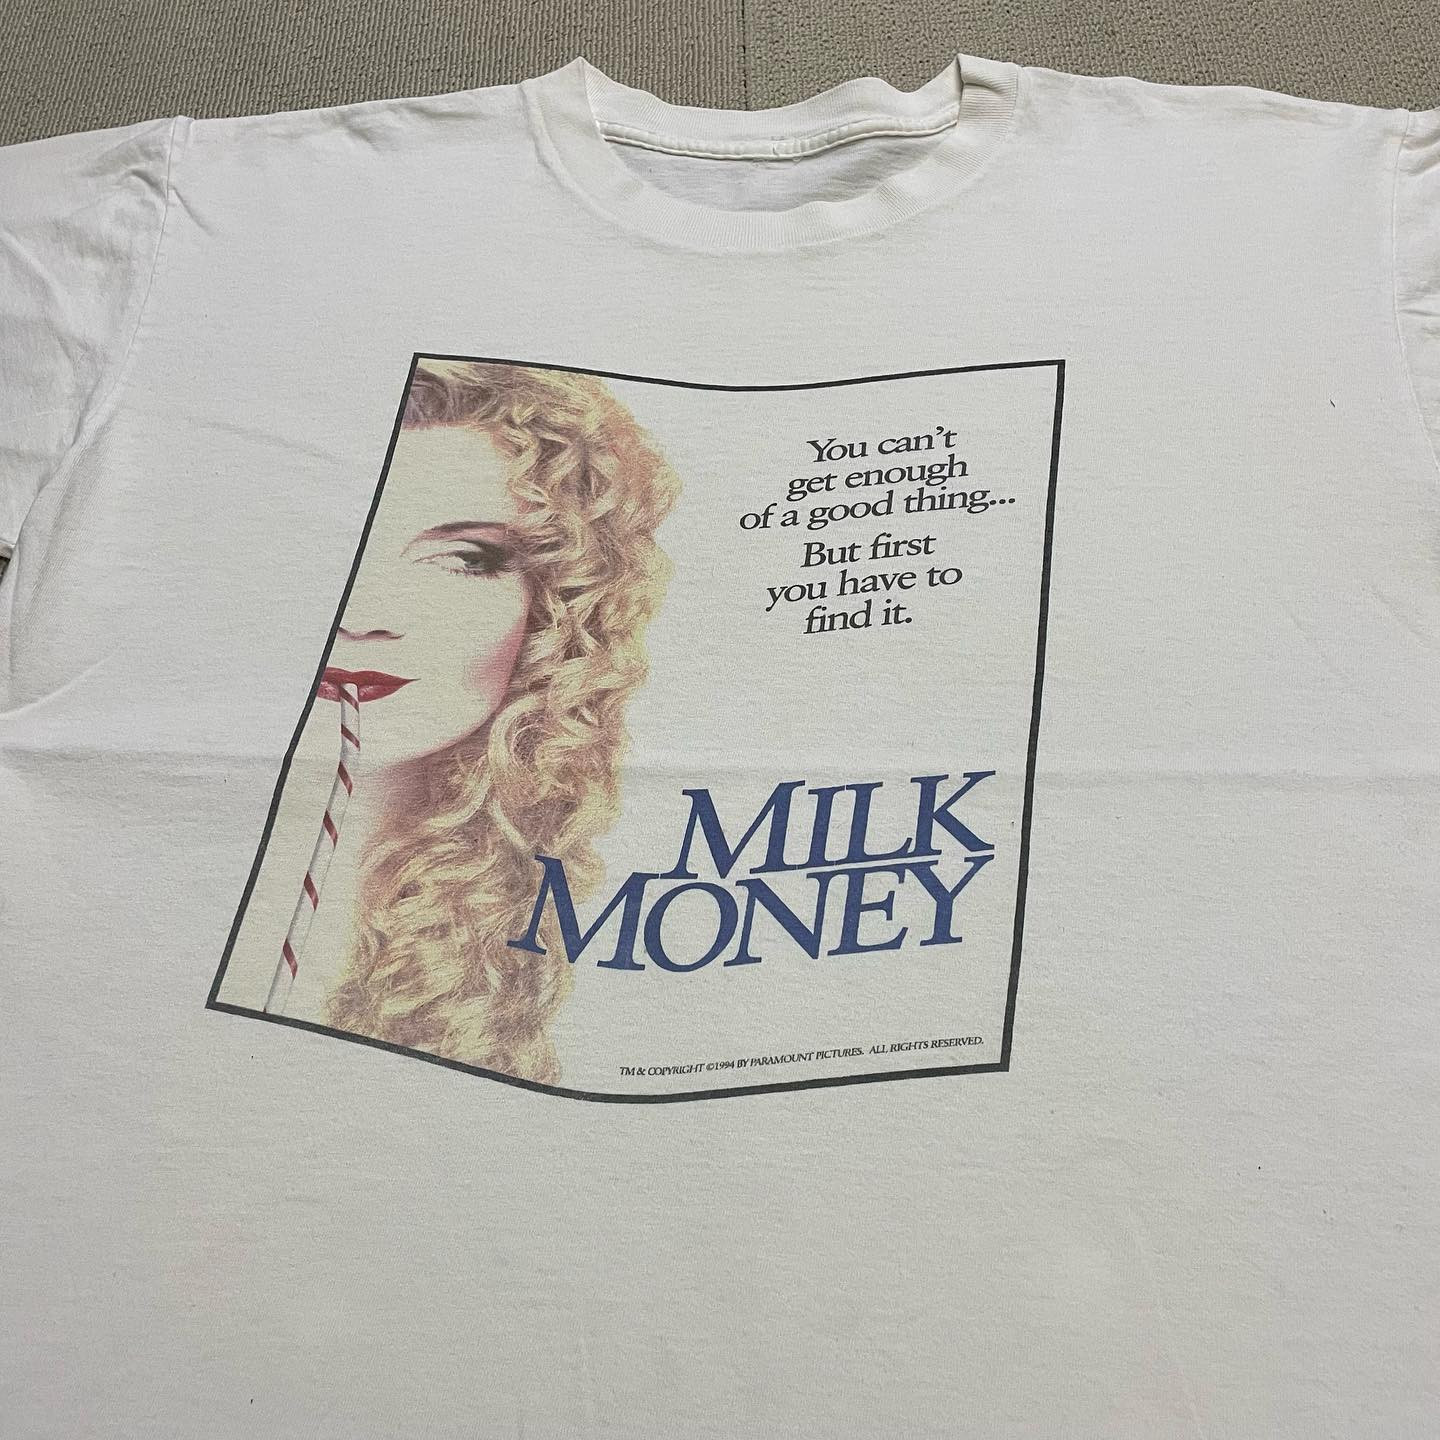 You can't
get enough
of a good thing...
But first
you have to
find it.
MILK
MONEY
TM & COPYRIGHT ©1994 BY PARAMOUNT PICTURES. ALL RIGHTS RESERVED.